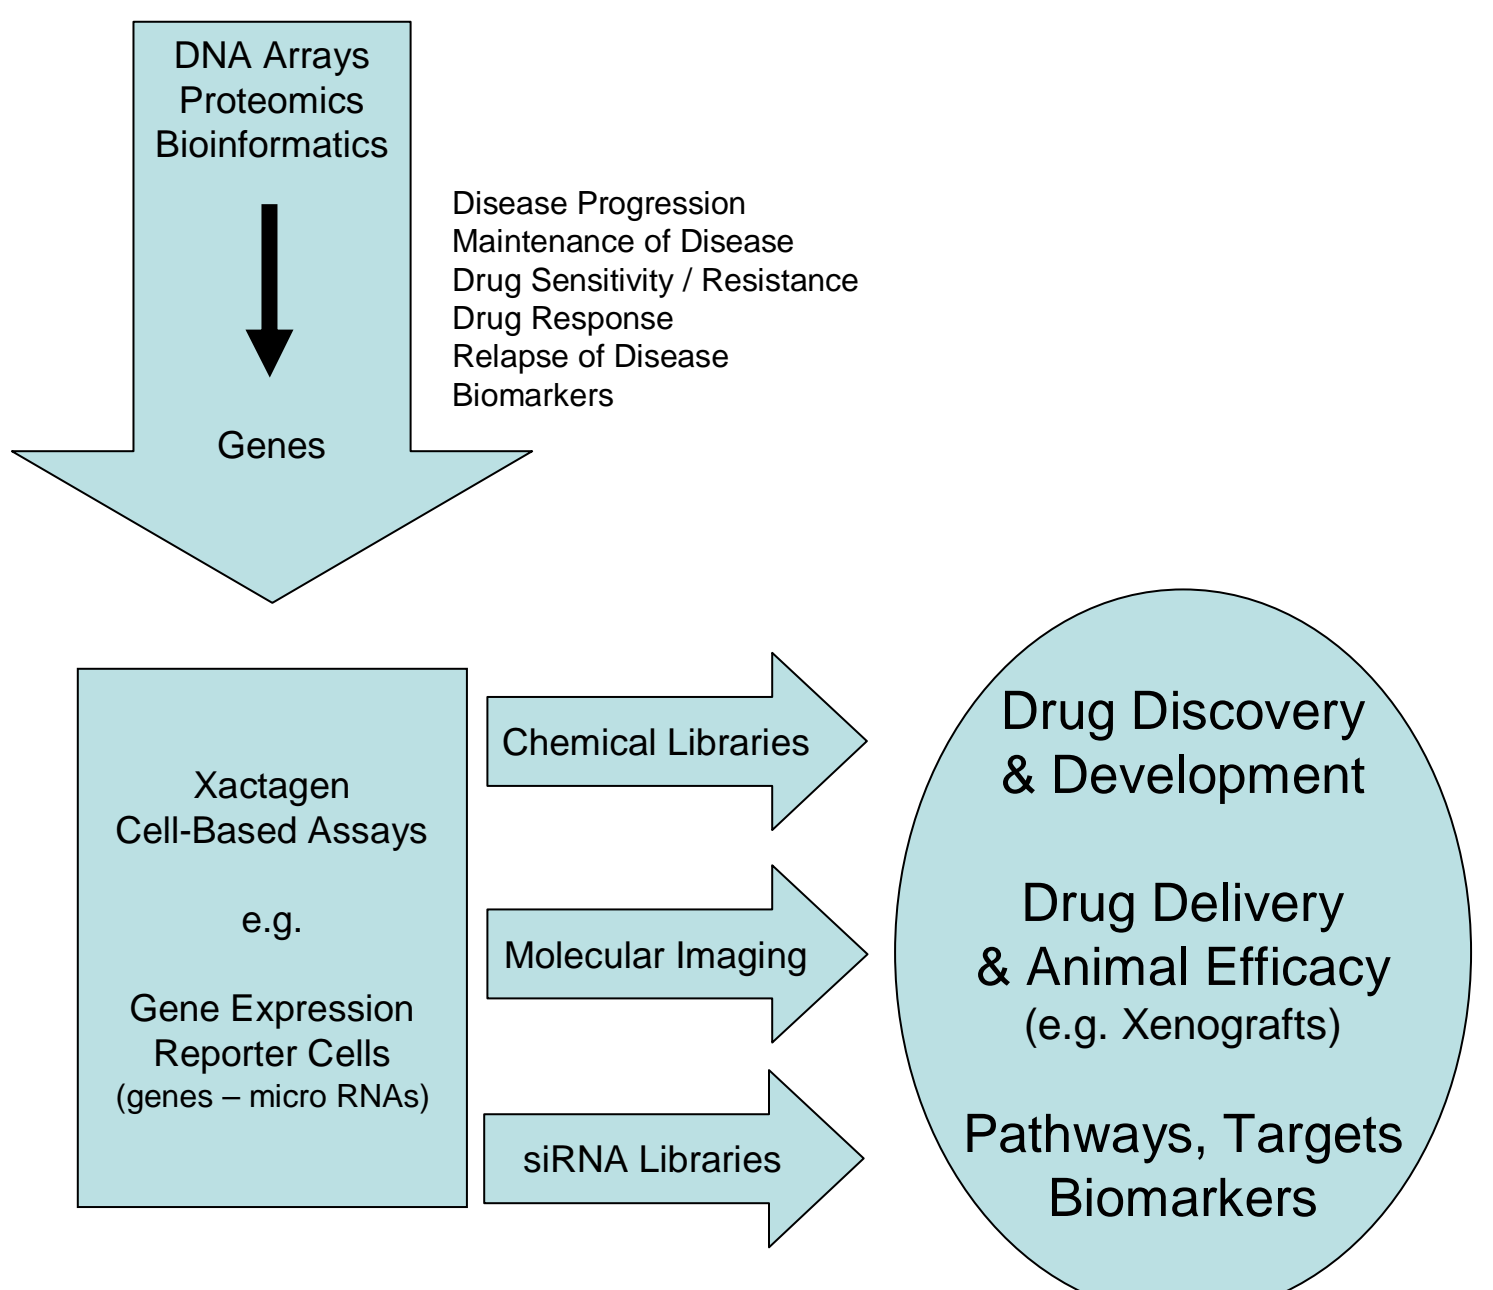 DNA Arrays
Proteomics
Bioinformatics
Genes
Disease Progression
Maintenance of Disease
Drug Sensitivity / Resistance
Drug Response
Relapse of Disease
Biomarkers
Xactagen
Cell-Based Assays
e.g.
Gene Expression
Reporter Cells
(genes – micro RNAs)
Chemical Libraries
Molecular Imaging
siRNA Libraries
Drug Discovery
& Development
Drug Delivery
& Animal Efficacy
(e.g. Xenografts)
Pathways, Targets
Biomarkers